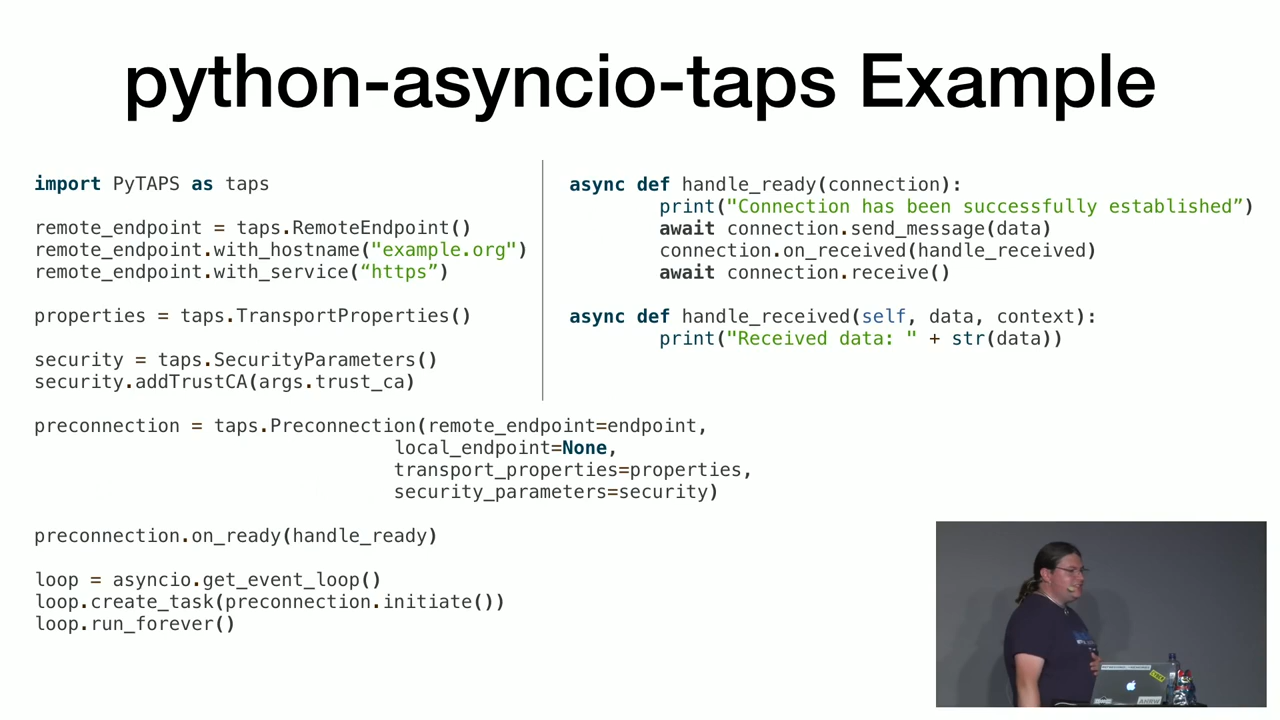 python-asyncio-taps Example
import PyTAPS as taps
remote_endpoint = taps.RemoteEndpoint()
remote_endpoint.with_hostname("example.org")
remote_endpoint.with_service(“https”)
properties = taps.TransportProperties()
security = taps.SecurityParameters()
security.addTrustCA(args.trust_ca)
preconnection = taps.Preconnection(remote_endpoint=endpoint,
local_endpoint=None,
transport_properties=properties,
security_parameters=security)
preconnection.on_ready(handle_ready)
loop = asyncio.get_event_loop()
loop.create_task(preconnection.initiate())
loop.run_forever()
async def handle_ready(connection):
print("Connection has been successfully established”)
await connection.send_message(data)
connection.on_received(handle_received)
await connection.receive()
async def handle_received(self, data, context):
print("Received data: " + str(data))